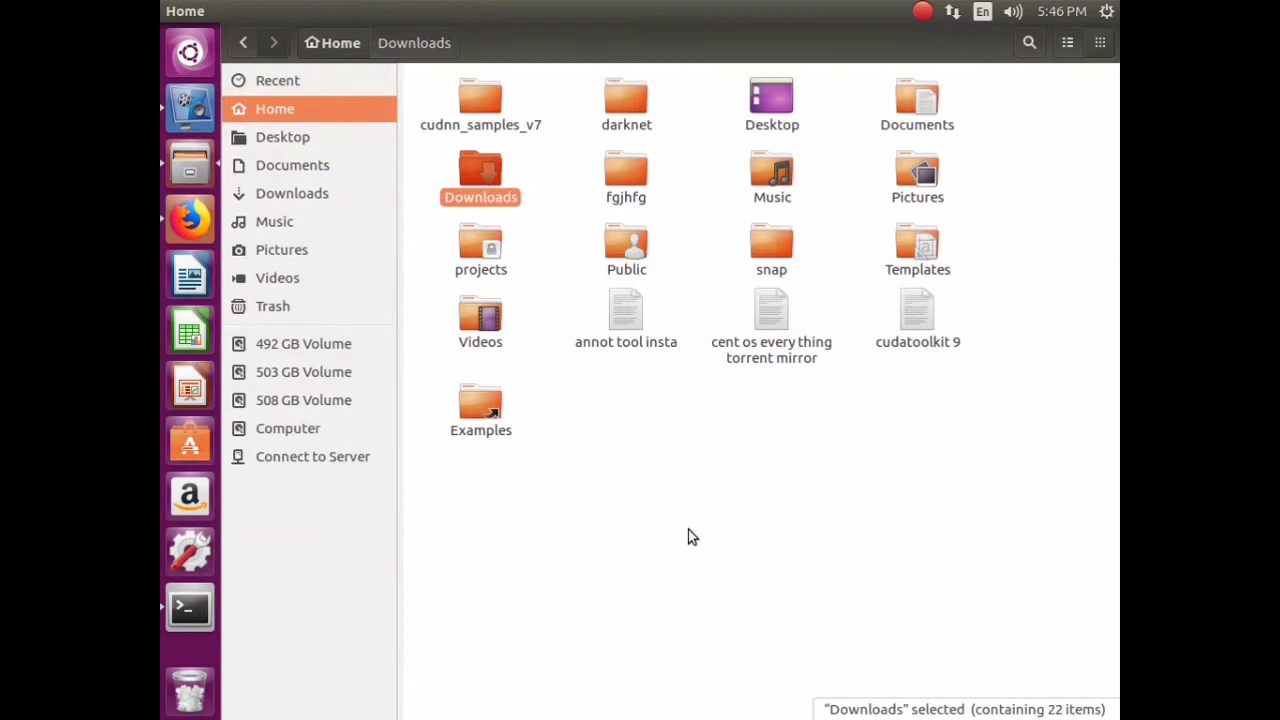 Home
En
5:46 PM
Home
Downloads
Recent
Home
Desktop
Documents
Downloads
Music
Pictures
Videos
Trash
492 GB Volume
503 GB Volume
508 GB Volume
Computer
Connect to Server
cudnn_samples_v7
darknet
Desktop
Documents
Downloads
fgjhfg
Music
Pictures
projects
Public
snap
Templates
Videos
annot tool insta
cent os every thing
torrent mirror
cudatoolkit 9
Examples
"Downloads" selected (containing 22 items)